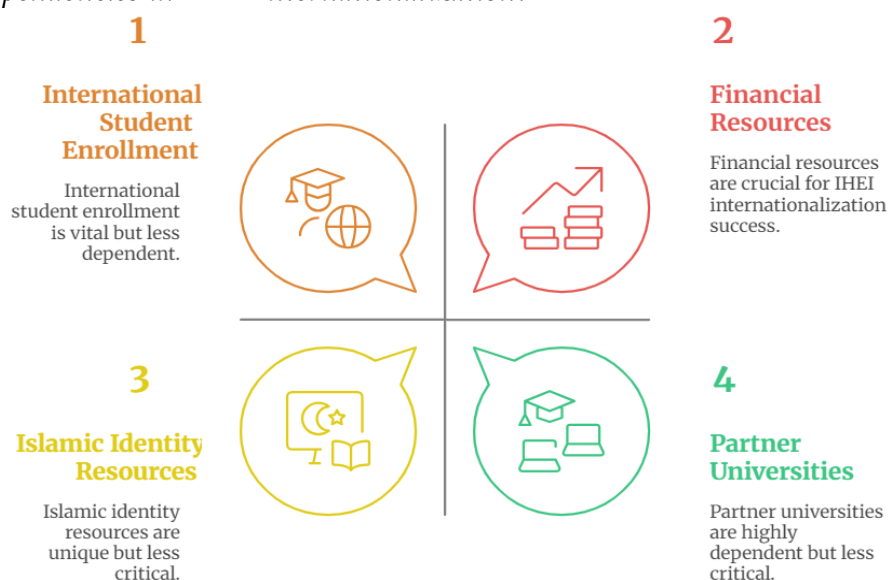 1
International
Student
Enrollment
International
student enrollment
is vital but less
dependent.
2
Financial
Resources
Financial resources
are crucial for IHEI
internationalization
success.
3
Islamic Identity
Resources
Islamic identity
resources are
unique but less
critical.
4
Partner
Universities
Partner universities
are highly
dependent but less
critical.